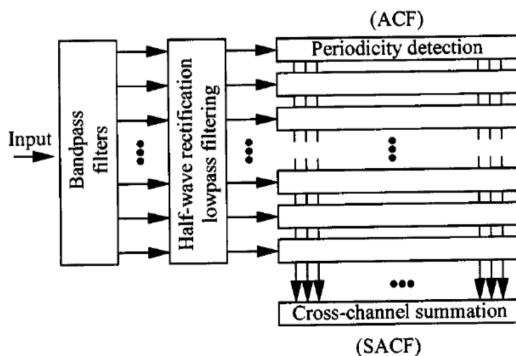 (ACF)
Periodicity detection
Input
Bandpass
filters
Half-wave rectification
lowpass filtering
Cross-channel summation
(SACF)